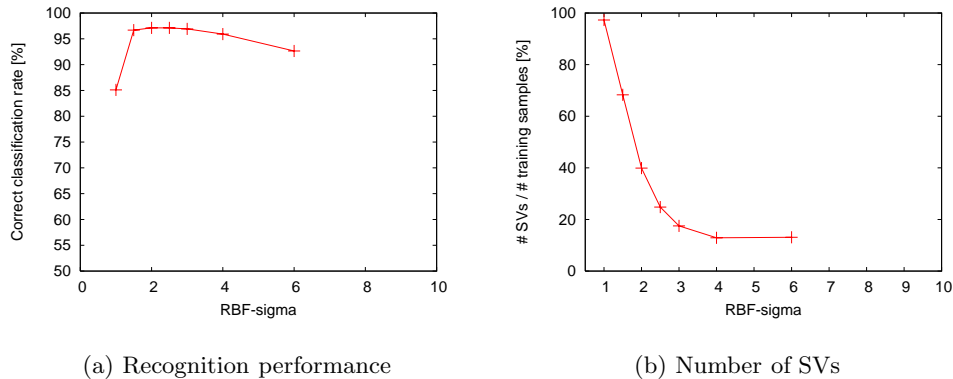 100
95
90
85
80
75
70
65
60
55
50
Correct classification rate [%]
0 2 4 6 8 10
RBF-sigma
(a) Recognition performance
100
80
60
40
20
0
# SVs / # training samples [%]
1 2 3 4 5 6 7 8 9 10
RBF-sigma
(b) Number of SVs